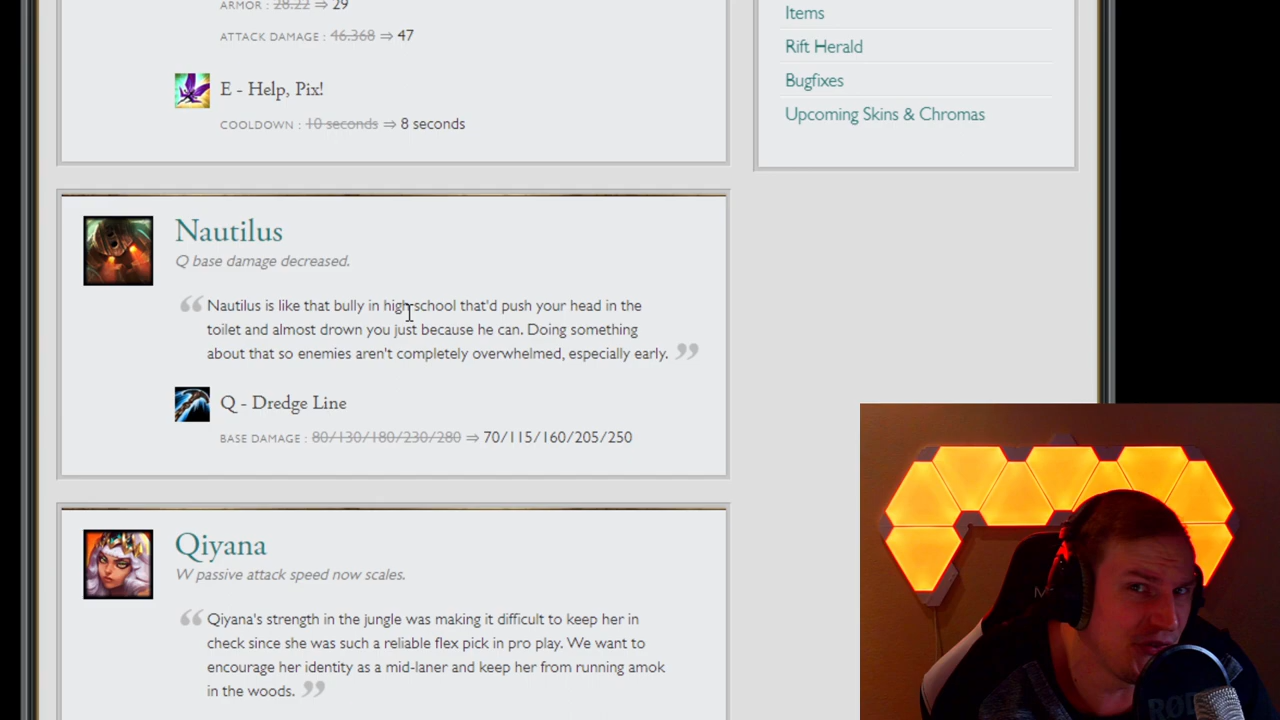 ARMOR : 28.22 ⇒ 29
ATTACK DAMAGE : 46.368 ⇒ 47
E - Help, Pix!
COOLDOWN : 10 seconds ⇒ 8 seconds
Items
Rift Herald
Bugfixes
Upcoming Skins & Chromas
Nautilus
Q base damage decreased.
“ Nautilus is like that bully in high school that'd push your head in the
toilet and almost drown you just because he can. Doing something
about that so enemies aren't completely overwhelmed, especially early. ”
Q - Dredge Line
BASE DAMAGE : 80/130/180/230/280 ⇒ 70/115/160/205/250
Qiyana
W passive attack speed now scales.
“ Qiyana's strength in the jungle was making it difficult to keep her in
check since she was such a reliable flex pick in pro play. We want to
encourage her identity as a mid-laner and keep her from running amok
in the woods. ”
RØD